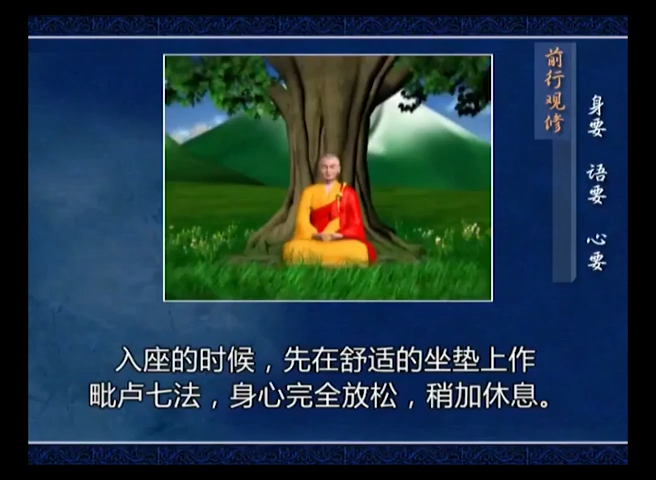 前行观修
身要 语要 心要
入座的时候，先在舒适的坐垫上作
毗卢七法，身心完全放松，稍加休息。